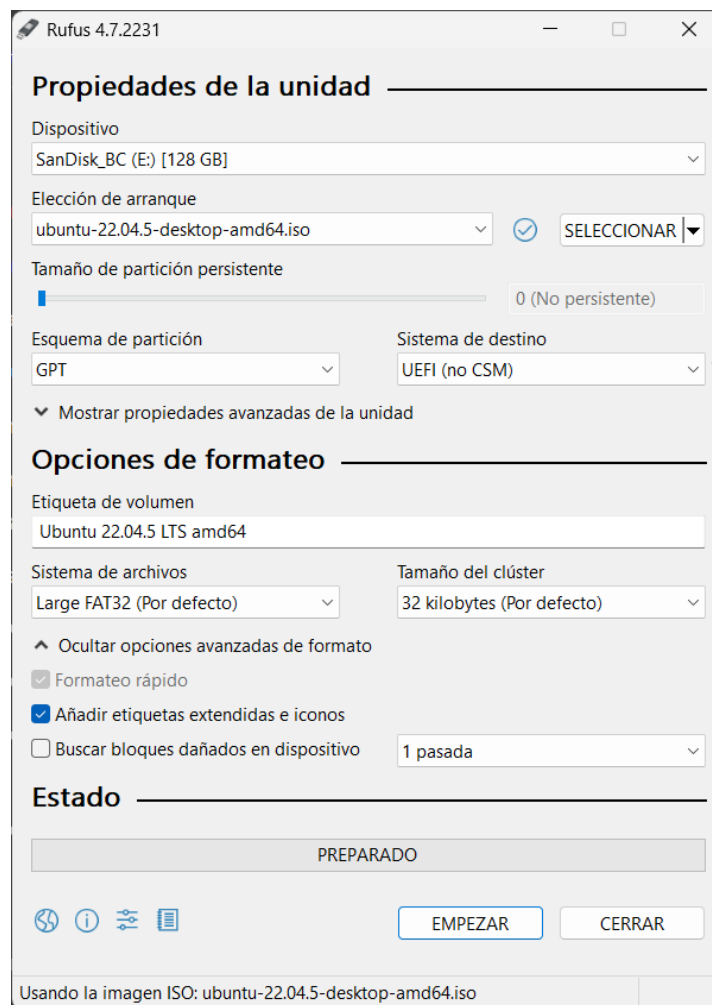 Rufus 4.7.2231
Propiedades de la unidad
Dispositivo
SanDisk_BC (E:) [128 GB]
Elección de arranque
ubuntu-22.04.5-desktop-amd64.iso
SELECCIONAR
Tamaño de partición persistente
0 (No persistente)
Esquema de partición Sistema de destino
GPT UEFI (no CSM)
Mostrar propiedades avanzadas de la unidad
Opciones de formateo
Etiqueta de volumen
Ubuntu 22.04.5 LTS amd64
Sistema de archivos Tamaño del clúster
Large FAT32 (Por defecto) 32 kilobytes (Por defecto)
Ocultar opciones avanzadas de formato
Formateo rápido
Añadir etiquetas extendidas e iconos
Buscar bloques dañados en dispositivo 1 pasada
Estado
PREPARADO
EMPEZAR CERRAR
Usando la imagen ISO: ubuntu-22.04.5-desktop-amd64.iso